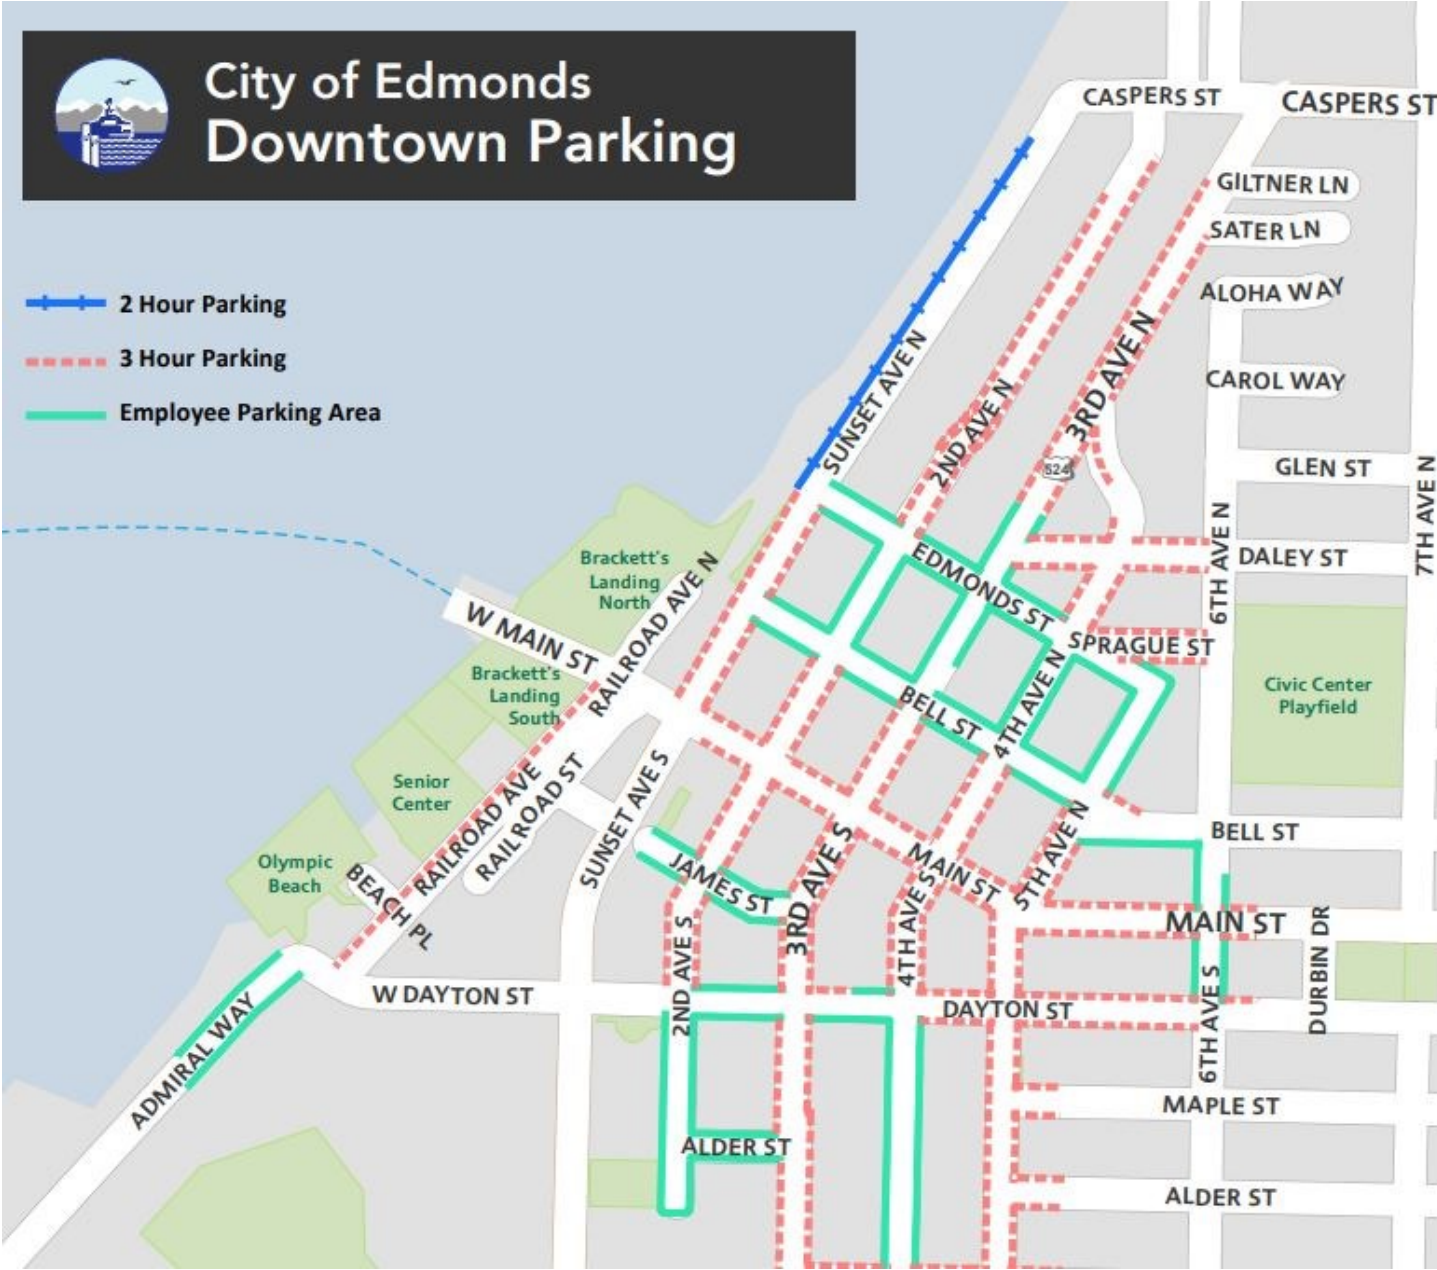 City of Edmonds
Downtown Parking
2 Hour Parking
3 Hour Parking
Employee Parking Area
CASPERS ST
CASPERS ST
GILTNER LN
SATER LN
ALOHA WAY
CAROL WAY
GLEN ST
DALEY ST
6TH AVE N
7TH AVE N
SUNSET AVE N
2ND AVE N
3RD AVE N
524
EDMONDS ST
SPRAGUE ST
Civic Center
Playfield
Brackett's
Landing
North
RAILROAD AVE N
W MAIN ST
Brackett's
Landing
South
Senior
Center
Olympic
Beach
BEACH PL
RAILROAD AVE
RAILROAD ST
SUNSET AVE S
BELL ST
4TH AVE N
5TH AVE N
BELL ST
JAMES ST
3RD AVE S
MAIN ST
4TH AVE S
MAIN ST
2ND AVE S
W DAYTON ST
DAYTON ST
6TH AVE S
DURBIN DR
ADMIRAL WAY
MAPLE ST
ALDER ST
ALDER ST